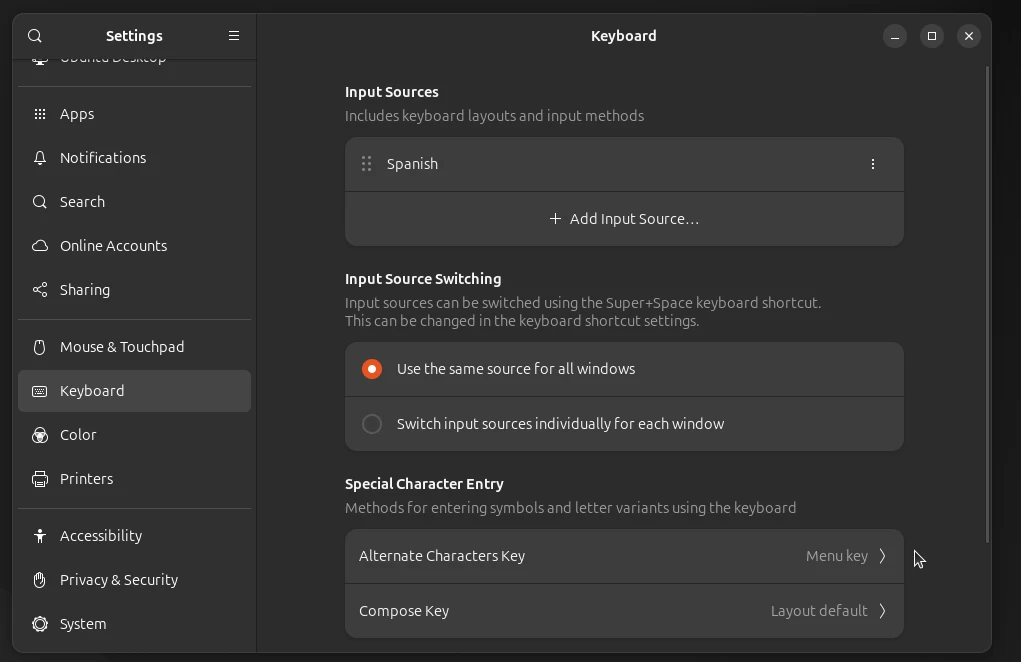 Settings
Keyboard
Ubuntu Desktop
Apps
Notifications
Search
Online Accounts
Sharing
Mouse & Touchpad
Keyboard
Color
Printers
Accessibility
Privacy & Security
System
Input Sources
Includes keyboard layouts and input methods
Spanish
+ Add Input Source…
Input Source Switching
Input sources can be switched using the Super+Space keyboard shortcut.
This can be changed in the keyboard shortcut settings.
Use the same source for all windows
Switch input sources individually for each window
Special Character Entry
Methods for entering symbols and letter variants using the keyboard
Alternate Characters Key Menu key
Compose Key Layout default